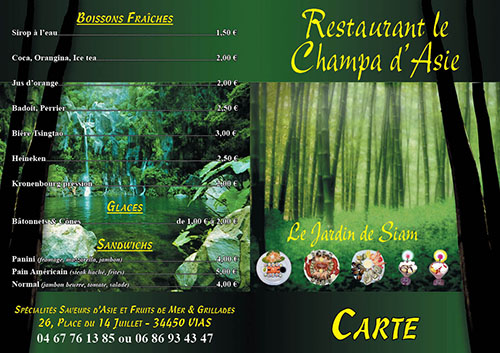 Boissons Fraîches
Sirop à l'eau 1,50 €
Coca, Orangina, Ice tea 2,00 €
Jus d'orange 2,00 €
Badoit, Perrier 2,50 €
Bière Tsingtao 3,00 €
Heineken 2,50 €
Kronenbourg pression 2,00 €
Glaces
Bâtonnets & Cônes de 1,00 € à 2,00 €
Sandwichs
Panini (fromage, mozzarella, jambon) 4,00 €
Pain Américain (steak haché, frites) 5,00 €
Normal (jambon beurre, tomate, salade) 4,00 €
Spécialités Saveurs d'Asie et Fruits de Mer & Grillades
26, Place du 14 Juillet - 34450 VIAS
04 67 76 13 85 ou 06 86 93 43 47
Restaurant le
Champa d'Asie
Le Jardin de Siam
Carte